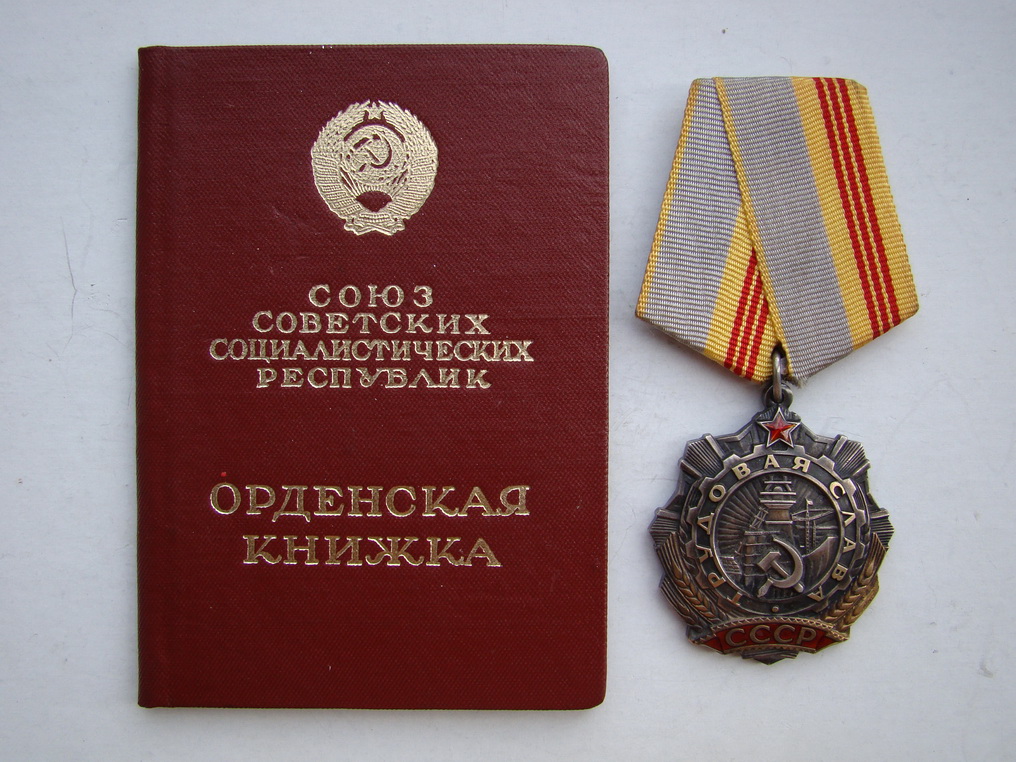 СОЮЗ
СОВЕТСКИХ
СОЦИАЛИСТИЧЕСКИХ
РЕСПУБЛИК
ОРДЕНСКАЯ
КНИЖКА
ТРУДОВАЯ СЛАВА
СССР